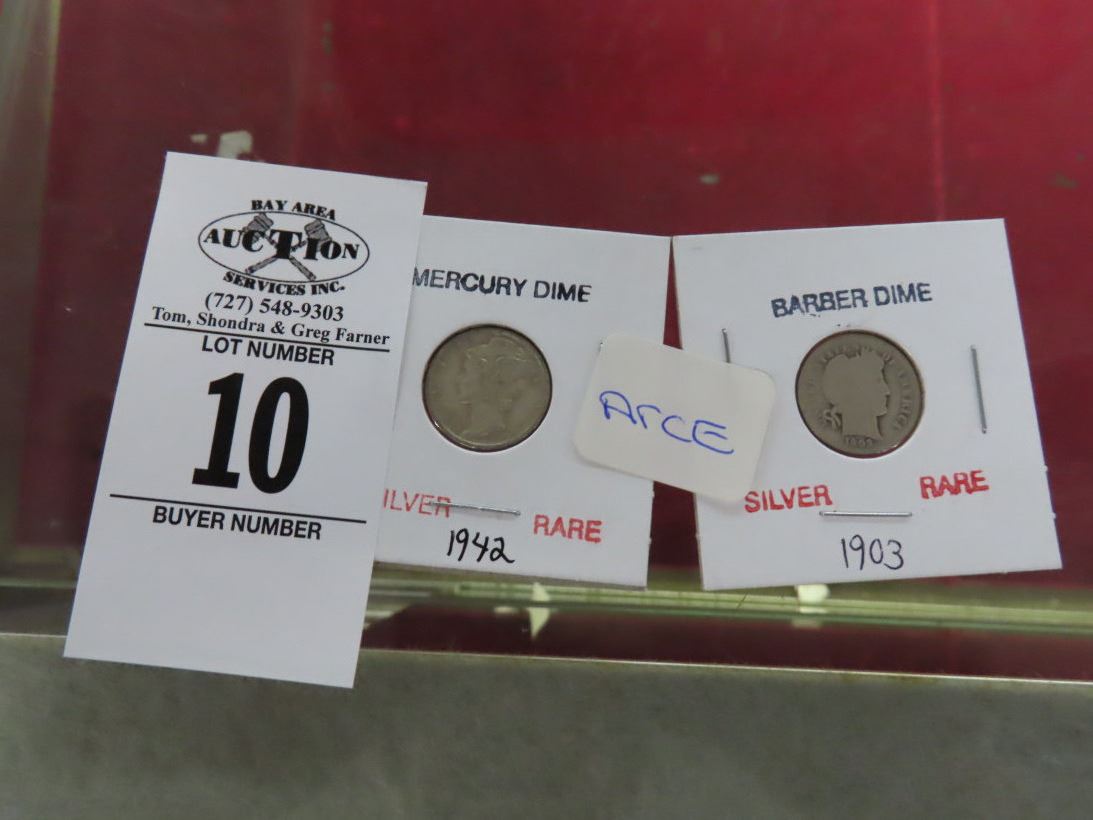 BAY AREA
AUCTION
SERVICES INC.
(727) 548-9303
Tom, Shondra & Greg Farner
LOT NUMBER
10
BUYER NUMBER
MERCURY DIME
ILVER
RARE
1942
ArCE
BARBER DIME
SILVER
RARE
1903